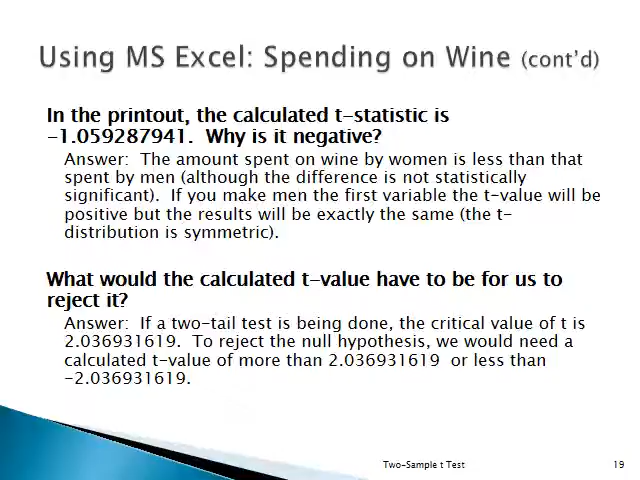 Using MS Excel: Spending on Wine (cont'd)
In the printout, the calculated t-statistic is
-1.059287941.  Why is it negative?
Answer:  The amount spent on wine by women is less than that
spent by men (although the difference is not statistically
significant).  If you make men the first variable the t-value will be
positive but the results will be exactly the same (the t-
distribution is symmetric).
What would the calculated t-value have to be for us to
reject it?
Answer:  If a two-tail test is being done, the critical value of t is
2.036931619.  To reject the null hypothesis, we would need a
calculated t-value of more than 2.036931619  or less than
-2.036931619.
Two-Sample t Test
19